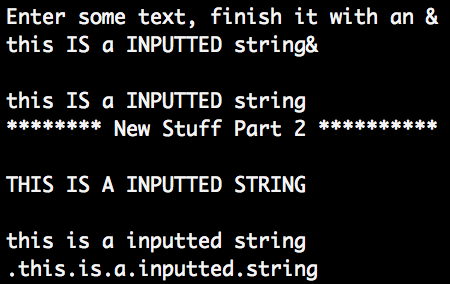 Enter some text, finish it with an &
this IS a INPUTTED string&
this IS a INPUTTED string
******** New Stuff Part 2 **********
THIS IS A INPUTTED STRING
this is a inputted string
.this.is.a.inputted.string